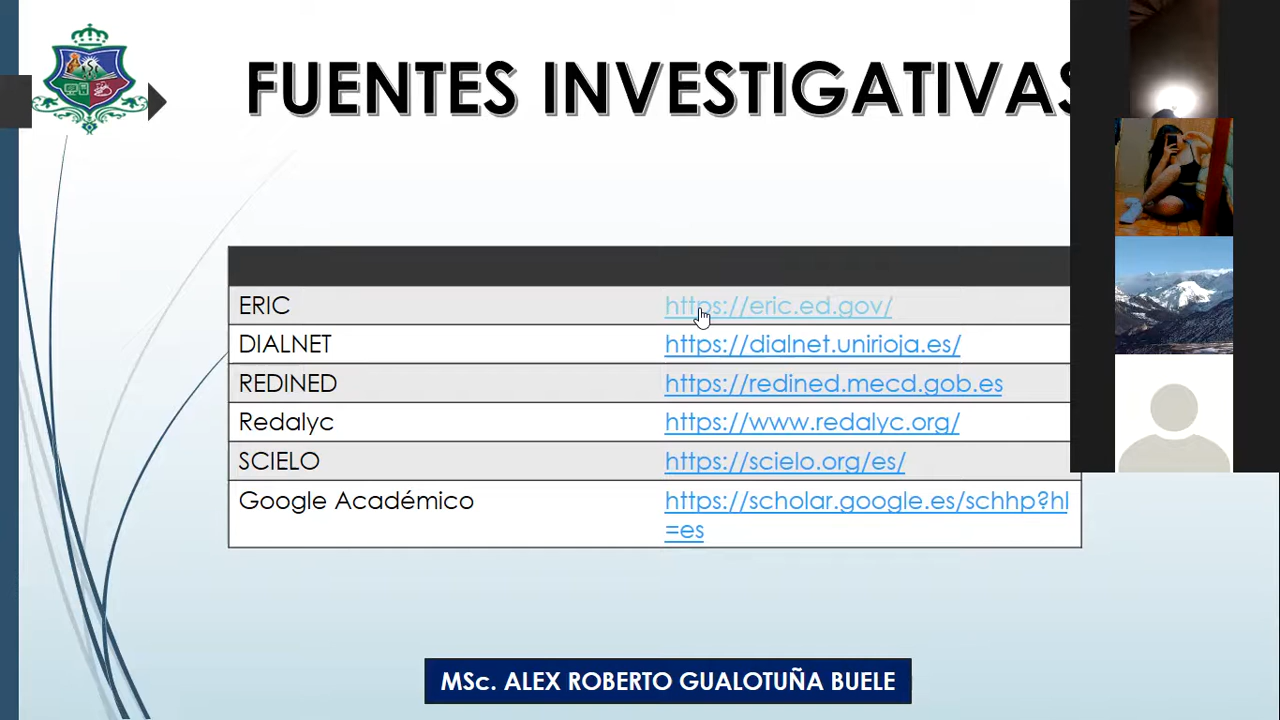 FUENTES INVESTIGATIVAS
ERIC https://eric.ed.gov/
DIALNET https://dialnet.unirioja.es/
REDINED https://redined.mecd.gob.es
Redalyc https://www.redalyc.org/
SCIELO https://scielo.org/es/
Google Académico https://scholar.google.es/schhp?hl
=es
MSc. ALEX ROBERTO GUALOTUÑA BUELE